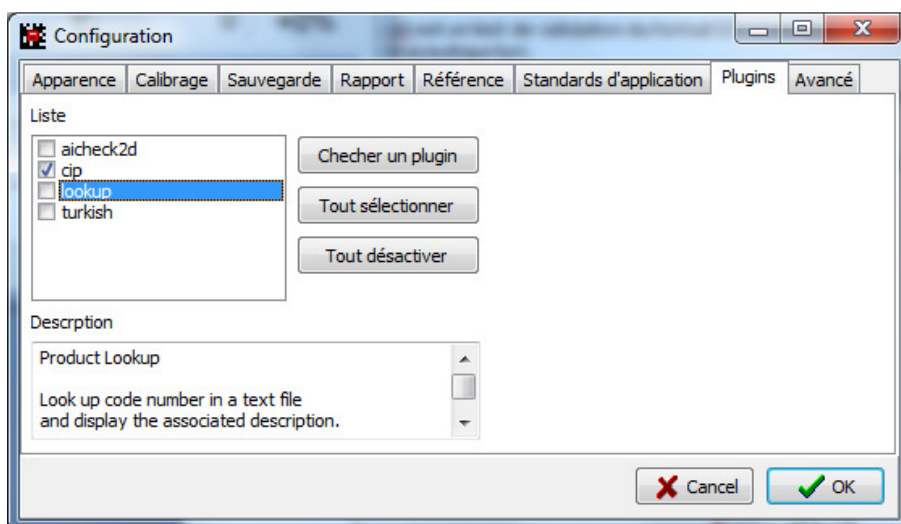 Configuration
Apparence Calibrage Sauvegarde Rapport Référence Standards d'application Plugins Avancé
Liste
aicheck2d
cip
lookup
turkish
Checher un plugin
Tout sélectionner
Tout désactiver
Descrption
Product Lookup
Look up code number in a text file
and display the associated description.
Cancel OK